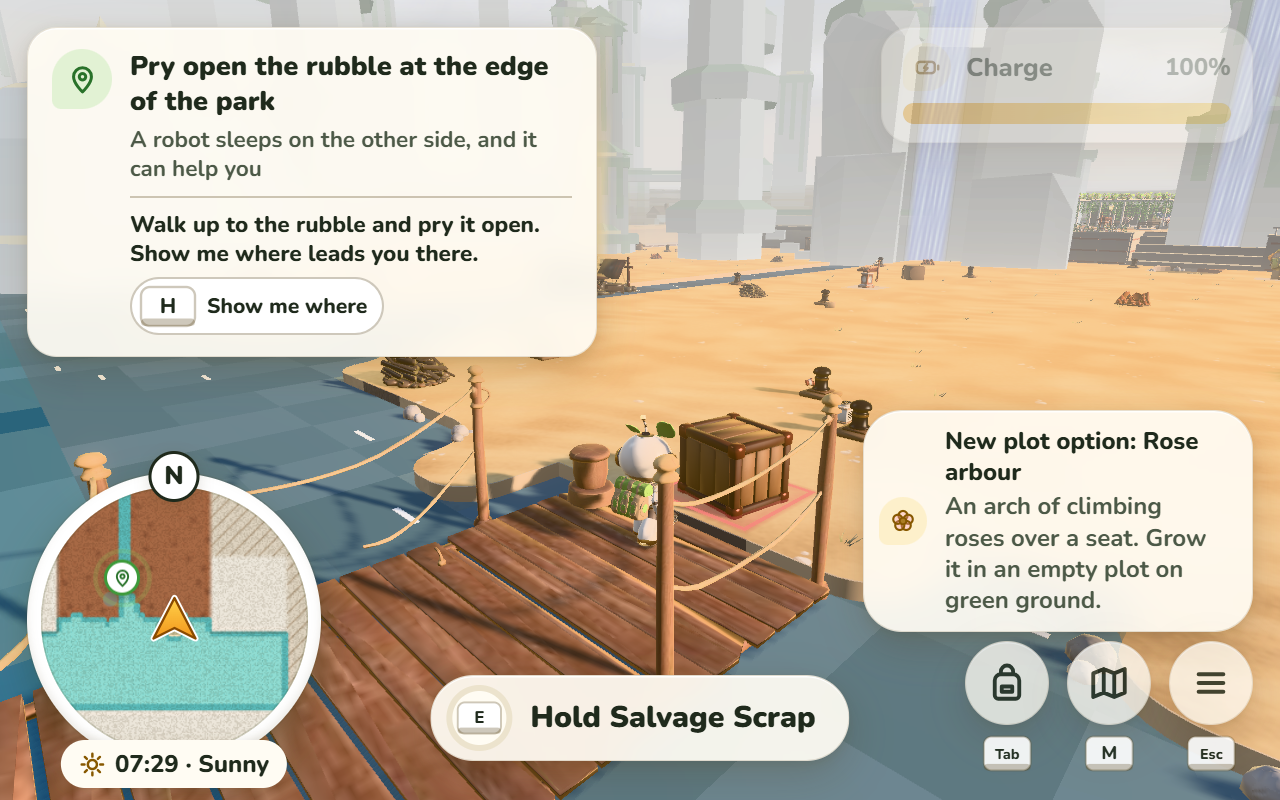 Pry open the rubble at the edge
of the park
A robot sleeps on the other side, and it
can help you
Walk up to the rubble and pry it open.
Show me where leads you there.
H Show me where
Charge 100%
New plot option: Rose
arbour
An arch of climbing
roses over a seat. Grow
it in an empty plot on
green ground.
N
07:29 · Sunny
E Hold Salvage Scrap
Tab M Esc